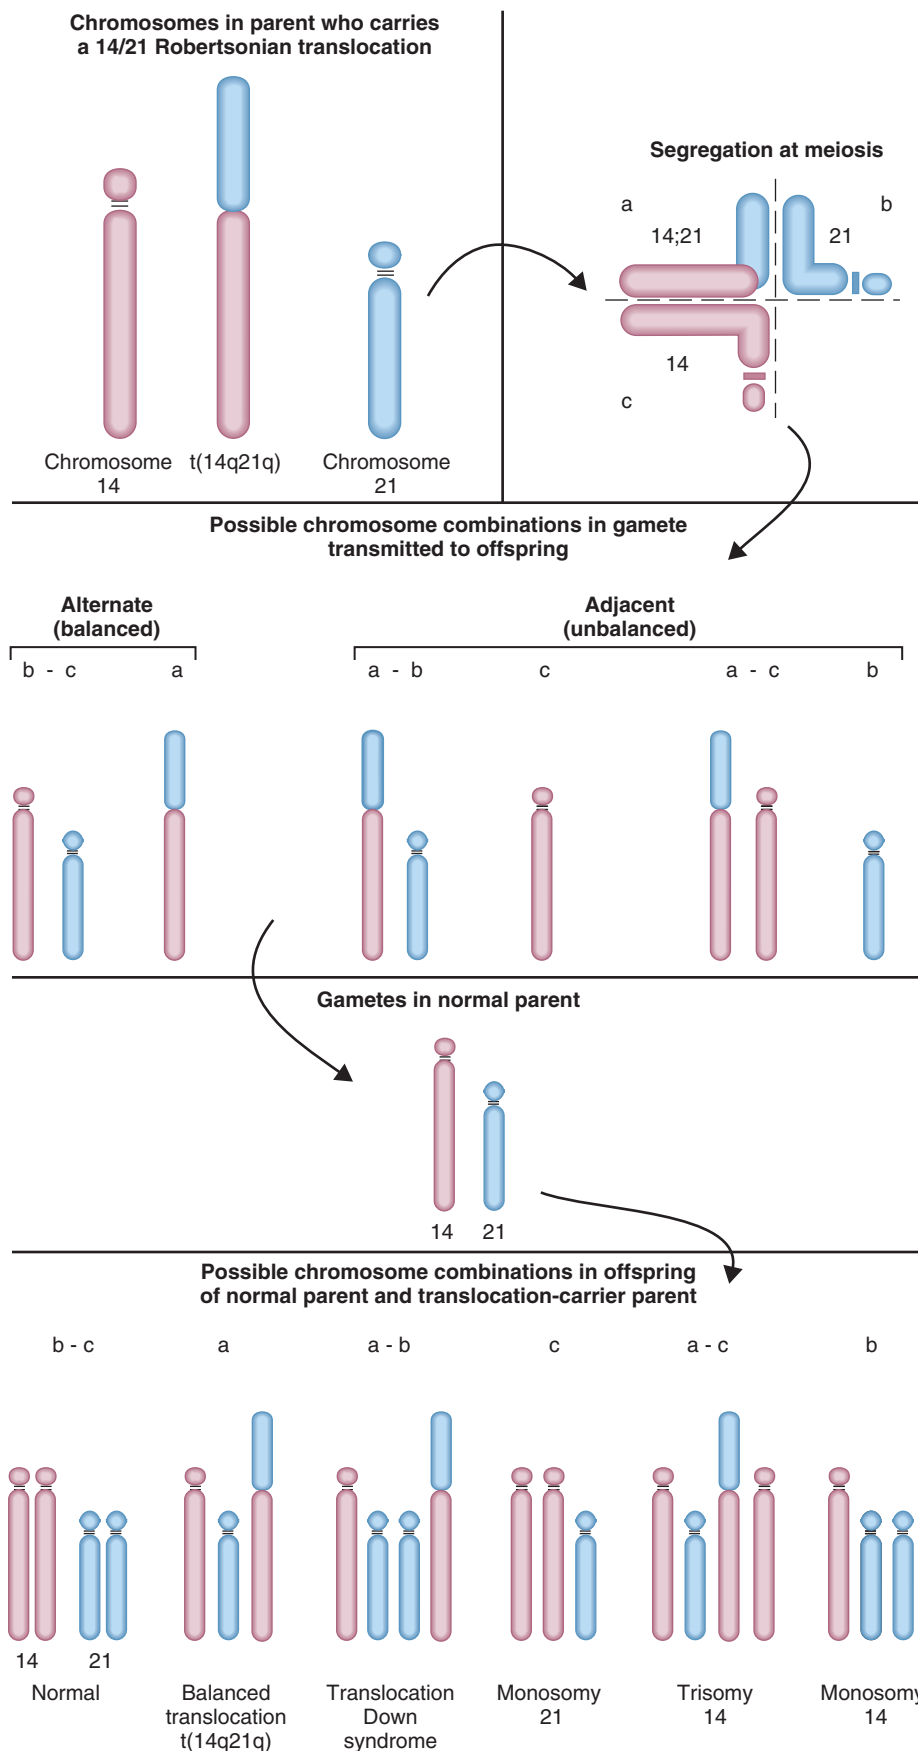 Chromosomes in parent who carries
a 14/21 Robertsonian translocation
Chromosome
14
t(14q21q)
Chromosome
21
Segregation at meiosis
a
b
14;21
21
14
c
Possible chromosome combinations in gamete
transmitted to offspring
Alternate
(balanced)
Adjacent
(unbalanced)
b - c
a
a - b
c
a - c
b
Gametes in normal parent
14
21
Possible chromosome combinations in offspring
of normal parent and translocation-carrier parent
b - c
a
a - b
c
a - c
b
14
21
Normal
Balanced
translocation
t(14q21q)
Translocation
Down
syndrome
Monosomy
21
Trisomy
14
Monosomy
14